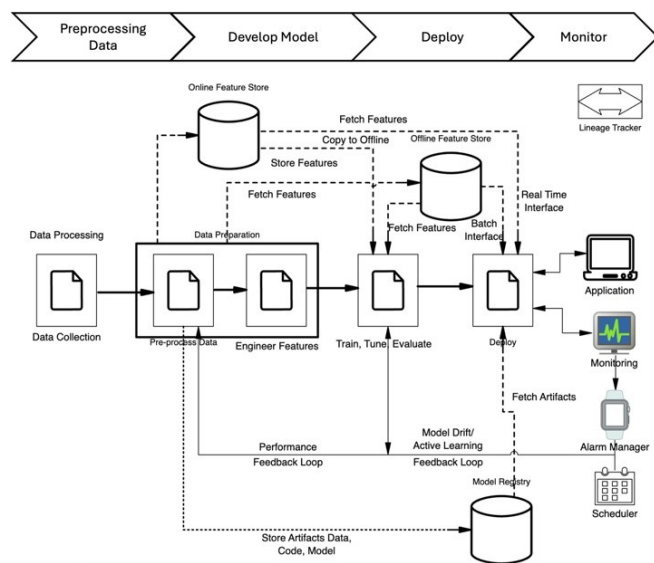 Preprocessing
Data
Develop Model
Deploy
Monitor
Online Feature Store
Fetch Features
Copy to Offline
Offline Feature Store
Store Features
Lineage Tracker
Fetch Features
Real Time
Interface
Fetch Features
Batch
Interface
Data Processing
Data Preparation
Application
Data Collection
Pre-process Data
Engineer Features
Train, Tune, Evaluate
Deploy
Monitoring
Fetch Artifacts
Performance
Feedback Loop
Model Drift/
Active Learning
Feedback Loop
Alarm Manager
Model Registry
Scheduler
Store Artifacts Data,
Code, Model